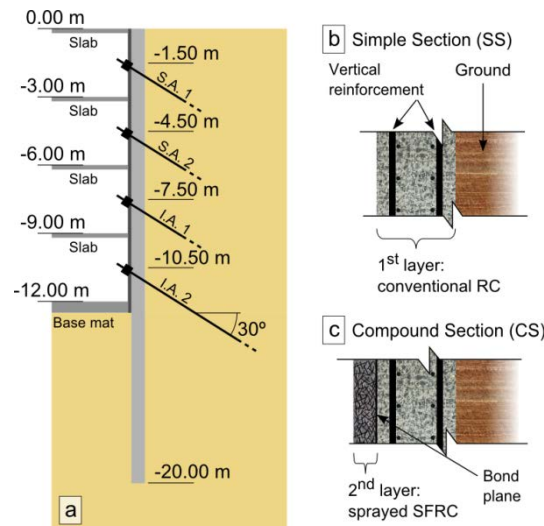 0.00 m
Slab
-1.50 m
S.A. 1
-3.00 m
Slab
-4.50 m
S.A. 2
-6.00 m
Slab
-7.50 m
I.A. 1
-9.00 m
Slab
-10.50 m
I.A. 2
-12.00 m
Base mat
30º
-20.00 m
a
b Simple Section (SS)
Vertical
reinforcement
Ground
1st layer:
conventional RC
c Compound Section (CS)
2nd layer:
sprayed SFRC
Bond
plane